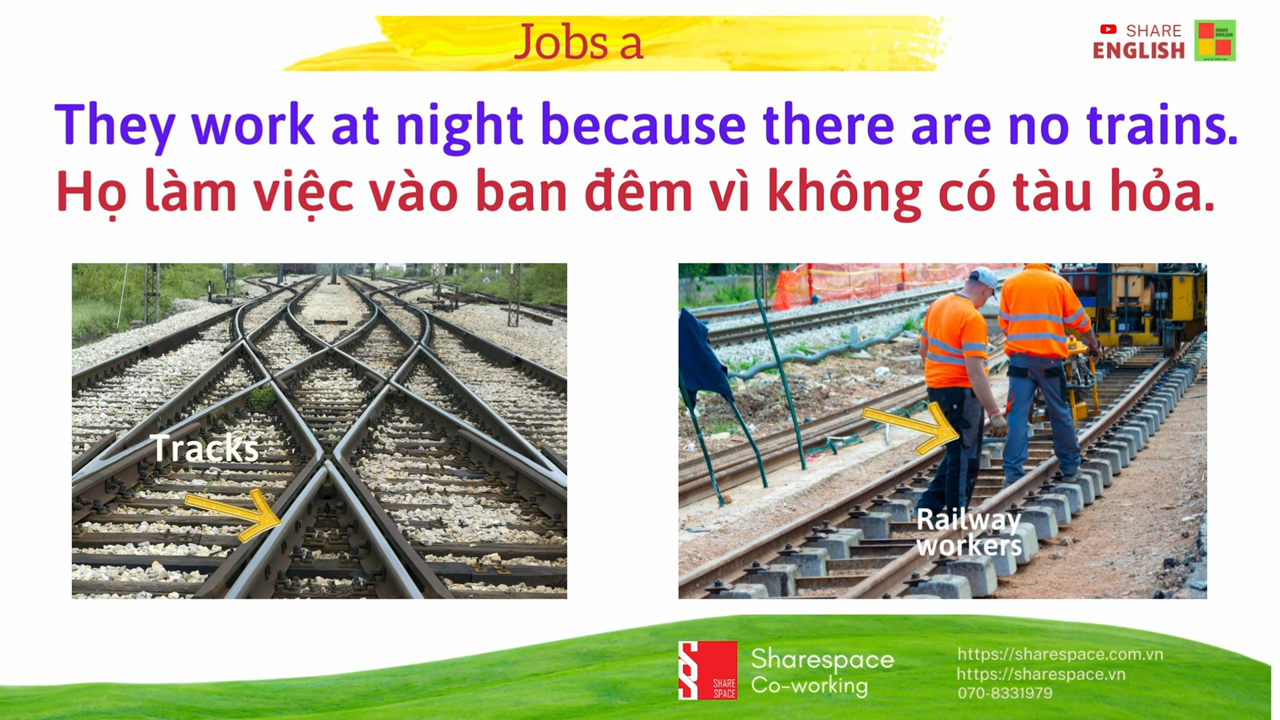 Jobs a
SHARE
ENGLISH
They work at night because there are no trains.
Họ làm việc vào ban đêm vì không có tàu hỏa.
Tracks
Railway
workers
SHARE
SPACE
Sharespace
Co-working
https://sharespace.com.vn
https://sharespace.vn
070-8331979